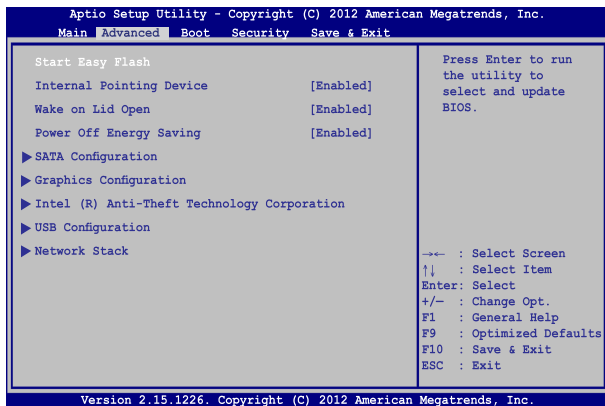 Aptio Setup Utility - Copyright (C) 2012 American Megatrends, Inc.
Main Advanced Boot Security Save & Exit
Start Easy Flash
Internal Pointing Device [Enabled]
Wake on Lid Open [Enabled]
Power Off Energy Saving [Enabled]
SATA Configuration
Graphics Configuration
Intel (R) Anti-Theft Technology Corporation
USB Configuration
Network Stack
Press Enter to run
the utility to
select and update
BIOS.
→← : Select Screen
↑↓ : Select Item
Enter: Select
+/— : Change Opt.
F1 : General Help
F9 : Optimized Defaults
F10 : Save & Exit
ESC : Exit
Version 2.15.1226. Copyright (C) 2012 American Megatrends, Inc.